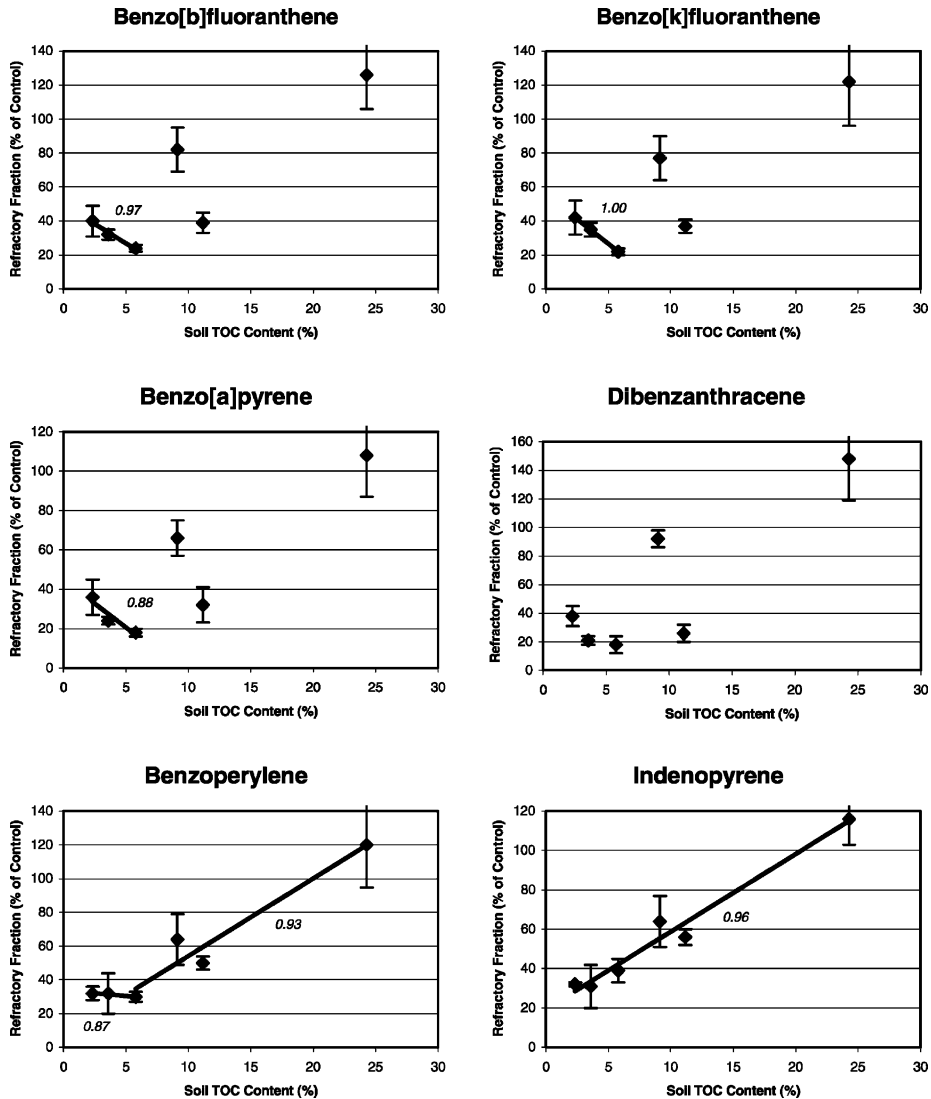 Benzo[b]fluoranthene
Refractory Fraction (% of Control)
140
120
100
80
60
40
20
0
0.97
0 5 10 15 20 25 30
Soil TOC Content (%)
Benzo[k]fluoranthene
Refractory Fraction (% of Control)
140
120
100
80
60
40
20
0
1.00
0 5 10 15 20 25 30
Soil TOC Content (%)
Benzo[a]pyrene
Refractory Fraction (% of Control)
120
100
80
60
40
20
0
0.88
0 5 10 15 20 25 30
Soil TOC Content (%)
Dibenzanthracene
Refractory Fraction (% of Control)
160
140
120
100
80
60
40
20
0
0 5 10 15 20 25 30
Soil TOC Content (%)
Benzoperylene
Refractory Fraction (% of Control)
140
120
100
80
60
40
20
0
0.93
0.87
0 5 10 15 20 25 30
Soil TOC Content (%)
Indenopyrene
Refractory Fraction (% of Control)
120
100
80
60
40
20
0
0.96
0 5 10 15 20 25 30
Soil TOC Content (%)